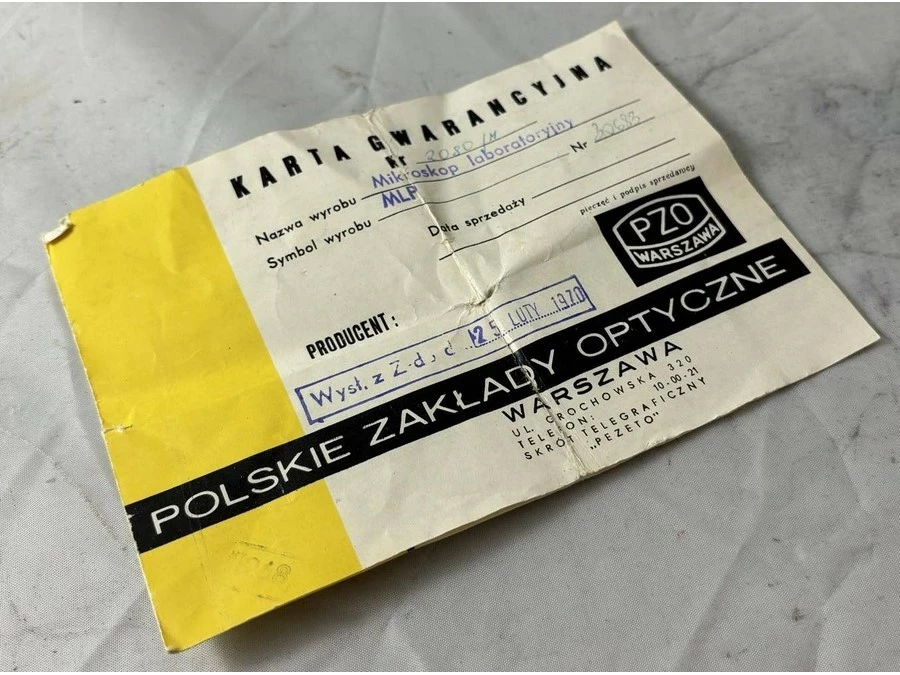 KARTA GWARANCYJNA
Nr 2080/M
Nazwa wyrobu Mikroskop laboratoryjny
Symbol wyrobu MLP Nr 30683
Data sprzedaży
pieczęć i podpis sprzedawcy
PZO
WARSZAWA
PRODUCENT:
Wysł. z Zdad 25 LUTY 1970
POLSKIE ZAKŁADY OPTYCZNE
WARSZAWA
UL. GROCHOWSKA 320
TELEFON: 10-00-21
SKRÓT TELEGRAFICZNY
„PEZETO"